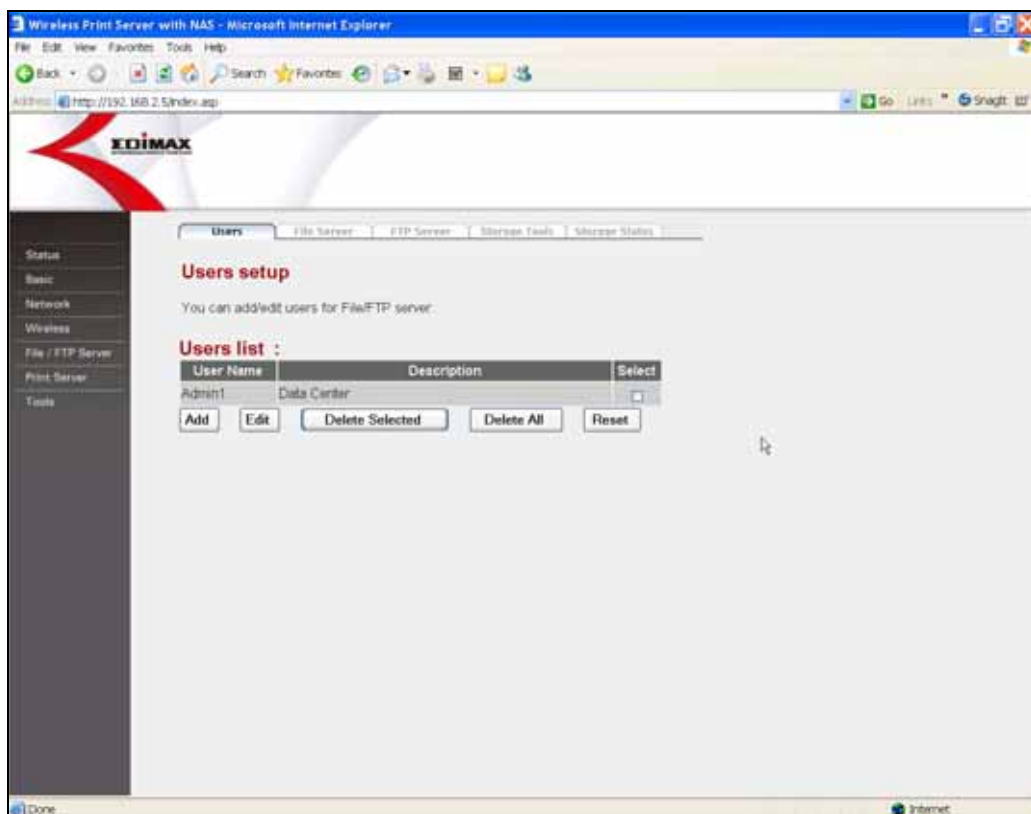 Wireless Print Server with NAS - Microsoft Internet Explorer
File Edit View Favorites Tools Help
Back Search Favorites
Address http://192.168.2.5/index.asp Go Links SnagIt
EDIMAX
Users File Server FTP Server Storage Tools Storage Status
Status
Basic
Network
Wireless
File / FTP Server
Print Server
Tools
Users setup
You can add/edit users for File/FTP server.
Users list :
User Name Description Select
Admin1 Data Center
Add Edit Delete Selected Delete All Reset
Done Internet